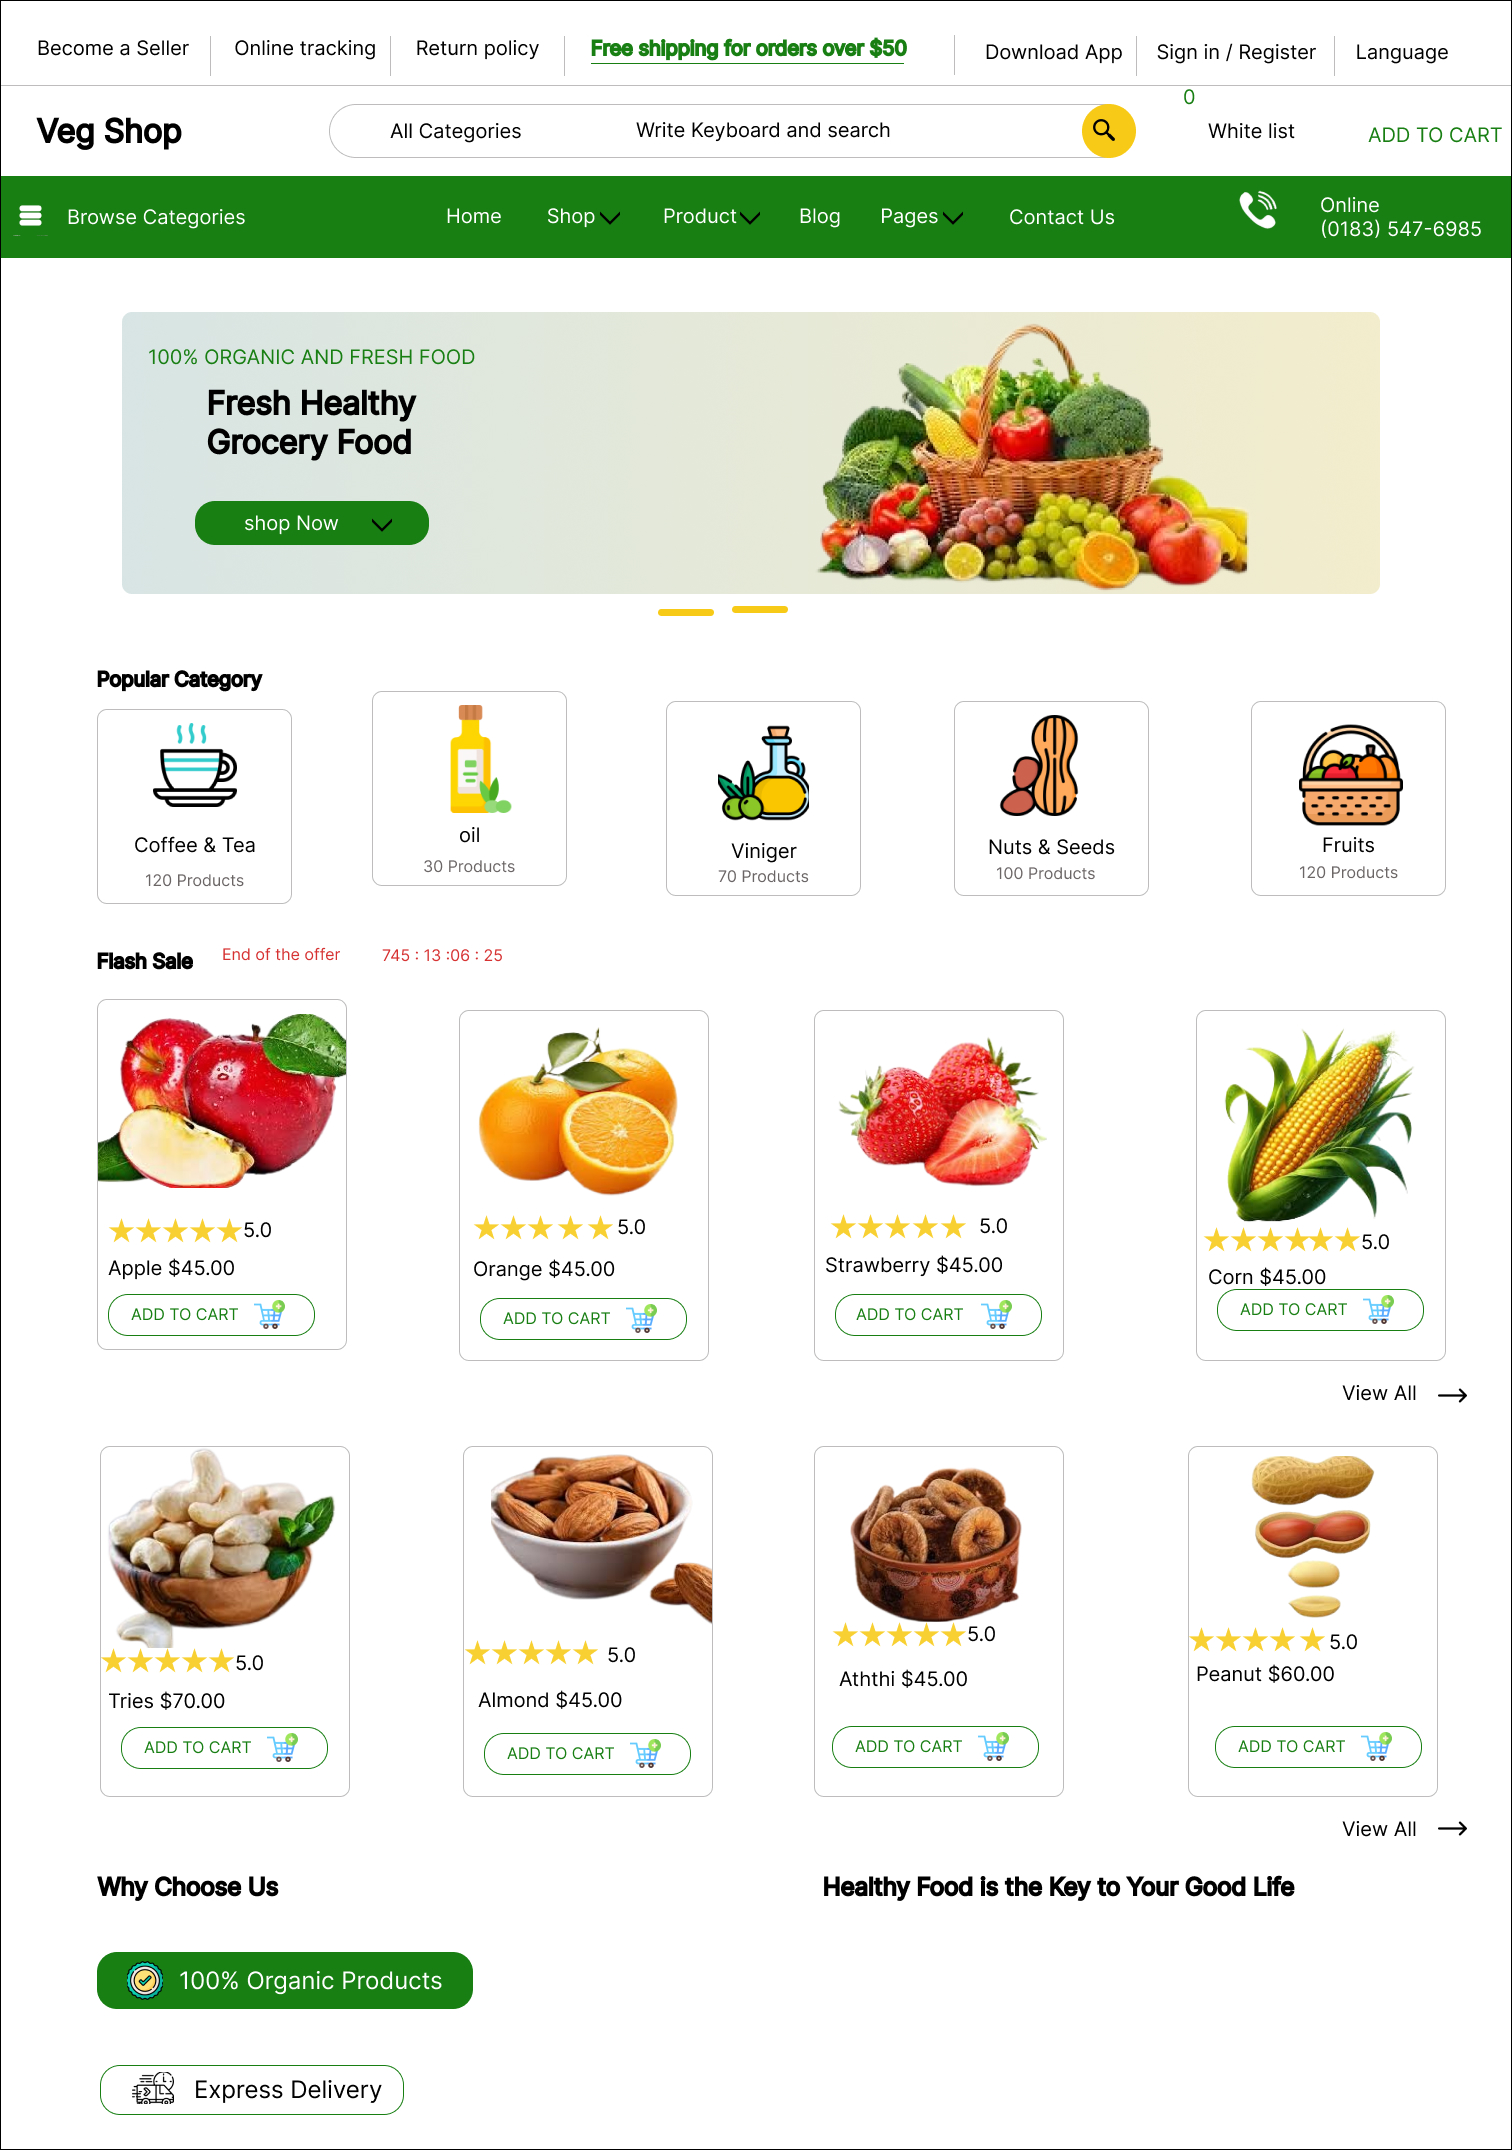 Become a Seller
Online tracking
Return policy
Free shipping for orders over $50
Download App
Sign in / Register
Language
0
Veg Shop
All Categories
Write Keyboard and search
White list
ADD TO CART
Browse Categories
Home
Shop
Product
Blog
Pages
Contact Us
Online
(0183) 547-6985
100% ORGANIC AND FRESH FOOD
Fresh Healthy
Grocery Food
shop Now
Popular Category
Coffee & Tea
120 Products
oil
30 Products
Viniger
70 Products
Nuts & Seeds
100 Products
Fruits
120 Products
Flash Sale
End of the offer
745 : 13 :06 : 25
5.0
Apple $45.00
ADD TO CART
5.0
Orange $45.00
ADD TO CART
5.0
Strawberry $45.00
ADD TO CART
5.0
Corn $45.00
ADD TO CART
View All
5.0
Tries $70.00
ADD TO CART
5.0
Almond $45.00
ADD TO CART
5.0
Aththi $45.00
ADD TO CART
5.0
Peanut $60.00
ADD TO CART
View All
Why Choose Us
Healthy Food is the Key to Your Good Life
100% Organic Products
Express Delivery